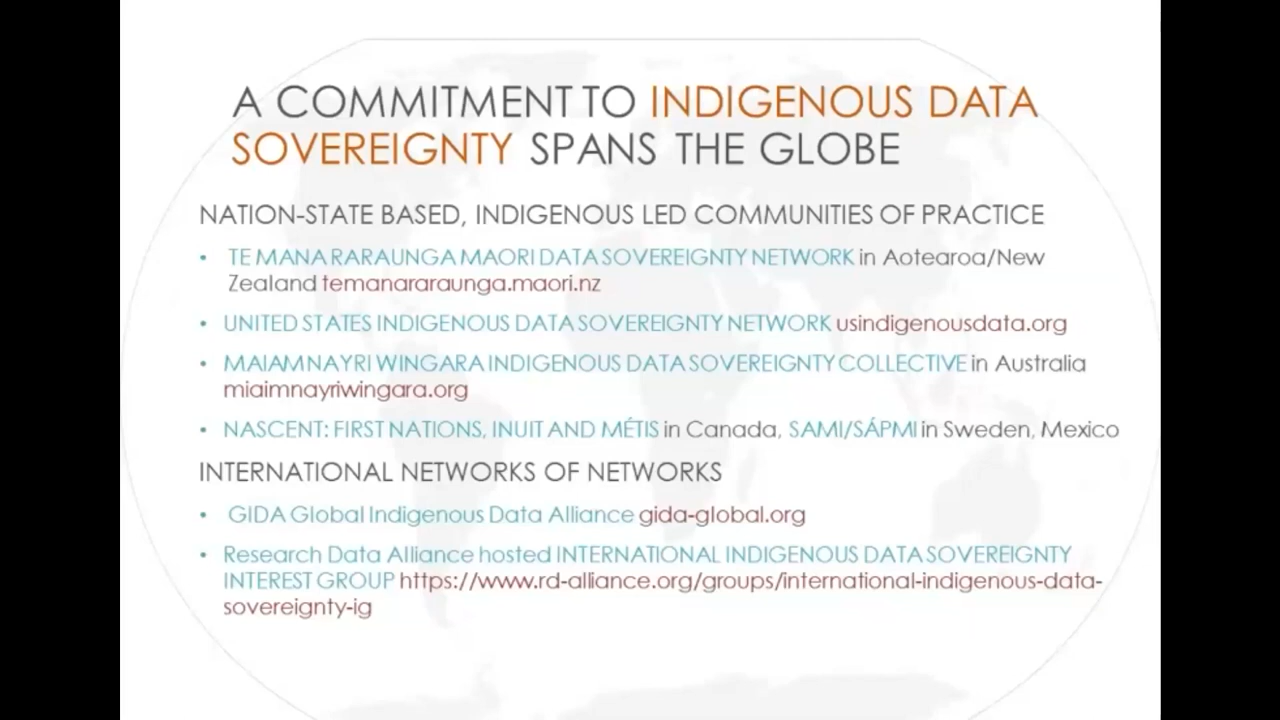 A COMMITMENT TO INDIGENOUS DATA
SOVEREIGNTY SPANS THE GLOBE
NATION-STATE BASED, INDIGENOUS LED COMMUNITIES OF PRACTICE
• TE MANA RARAUNGA MAORI DATA SOVEREIGNTY NETWORK in Aotearoa/New
Zealand temanararaunga.maori.nz
• UNITED STATES INDIGENOUS DATA SOVEREIGNTY NETWORK usindigenousdata.org
• MAIAM NAYRI WINGARA INDIGENOUS DATA SOVEREIGNTY COLLECTIVE in Australia
miaimnayriwingara.org
• NASCENT: FIRST NATIONS, INUIT AND MÉTIS in Canada, SAMI/SÁPMI in Sweden, Mexico
INTERNATIONAL NETWORKS OF NETWORKS
• GIDA Global Indigenous Data Alliance gida-global.org
• Research Data Alliance hosted INTERNATIONAL INDIGENOUS DATA SOVEREIGNTY
INTEREST GROUP https://www.rd-alliance.org/groups/international-indigenous-data-
sovereignty-ig